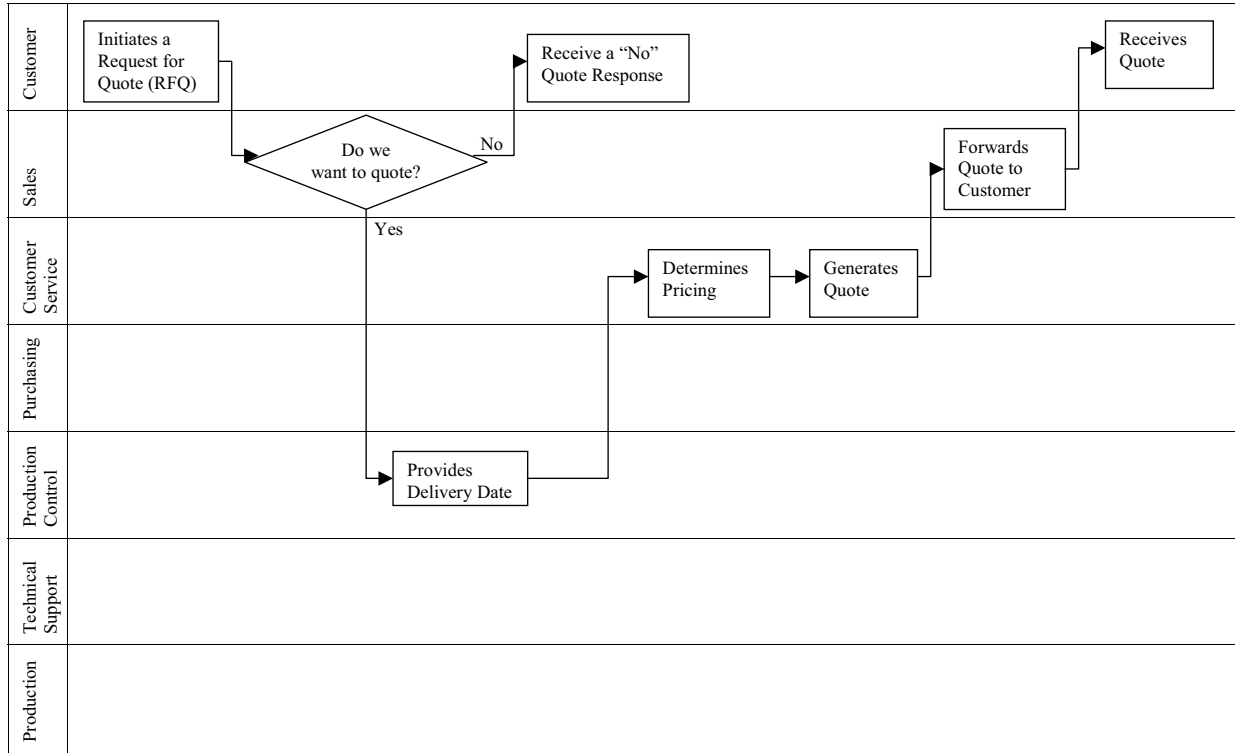 Customer
Initiates a
Request for
Quote (RFQ)
Receive a “No”
Quote Response
Receives
Quote
Sales
Do we
want to quote?
No
Yes
Forwards
Quote to
Customer
Customer
Service
Determines
Pricing
Generates
Quote
Purchasing
Production
Control
Provides
Delivery Date
Technical
Support
Production